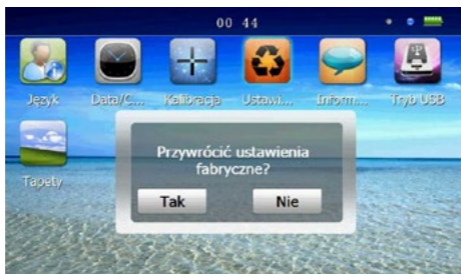 00 44
Język
Data/C...
Kalibracja
Ustawi...
Inform...
Tryb USB
Tapety
Przywrócić ustawienia
fabryczne?
Tak
Nie